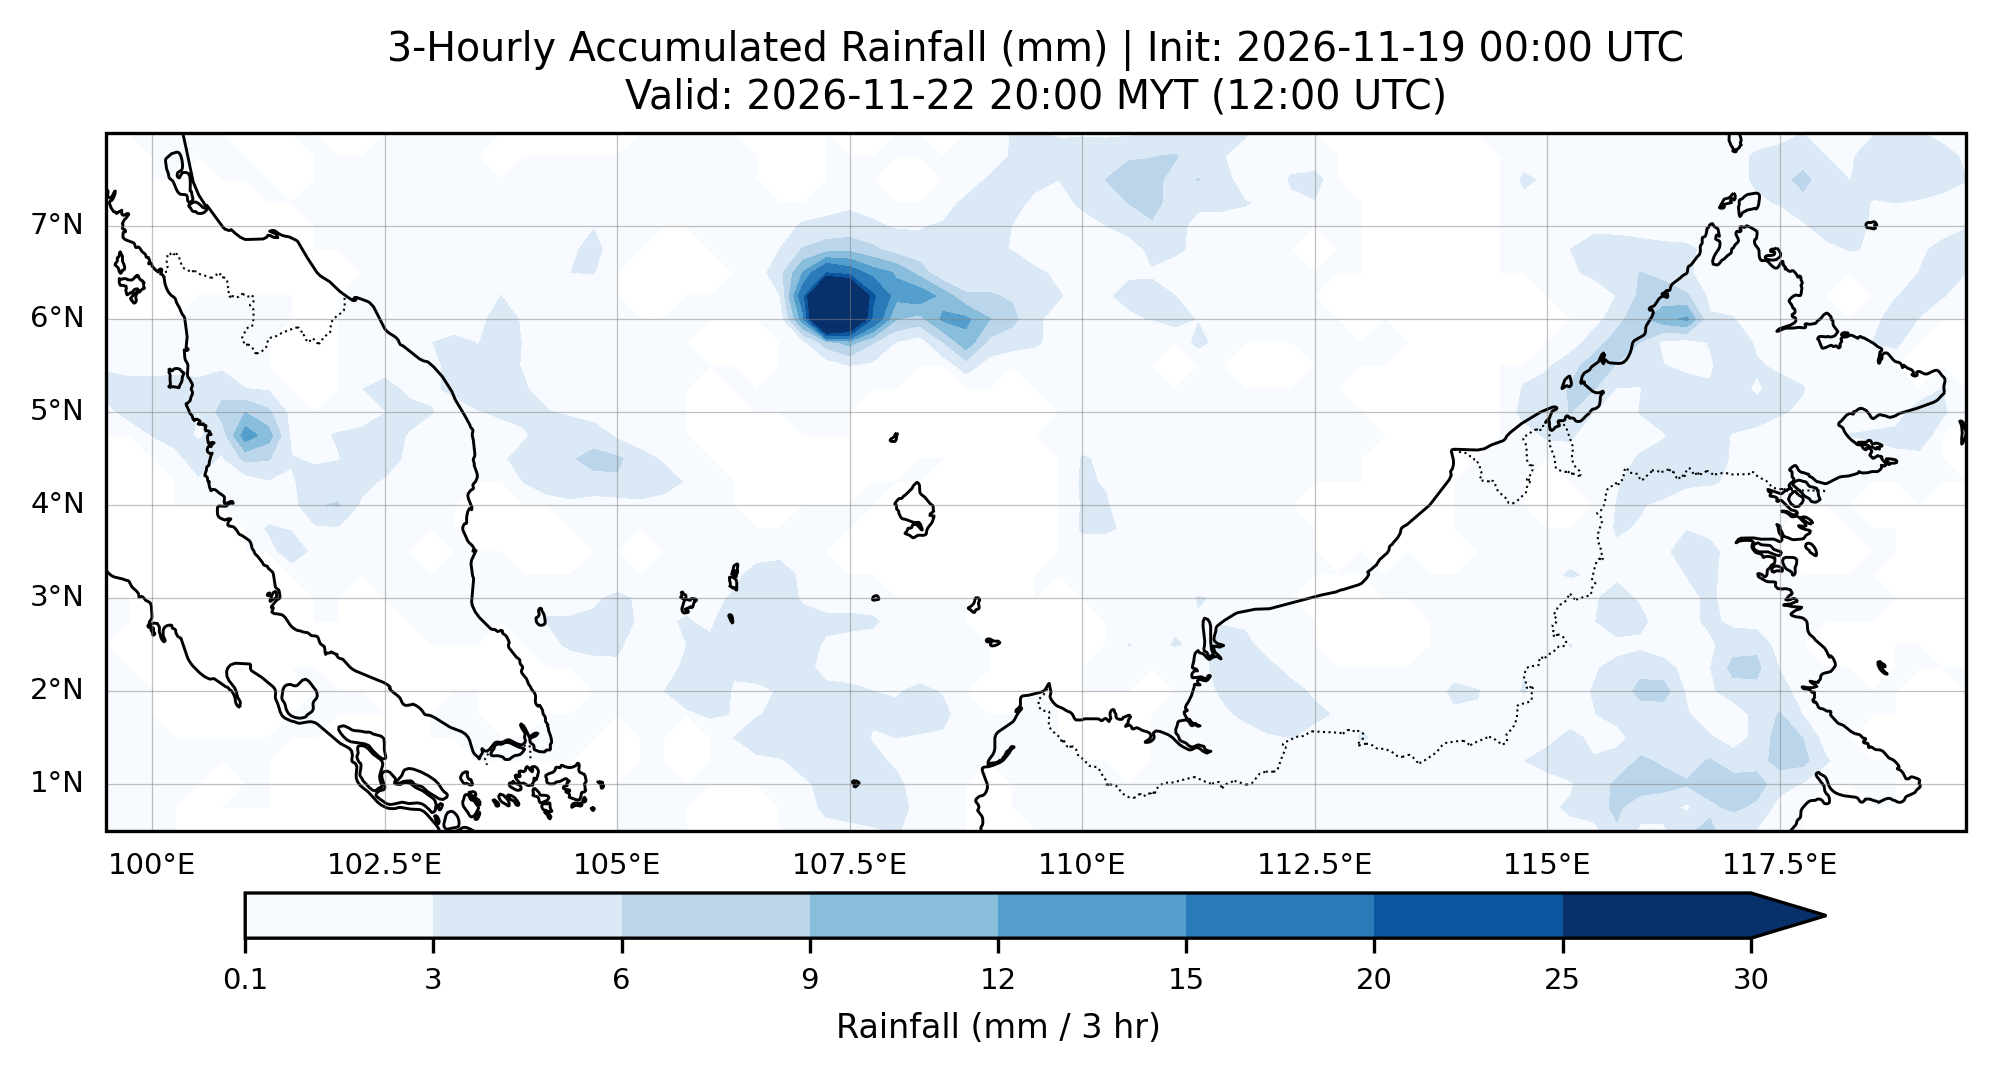 3-Hourly Accumulated Rainfall (mm) | Init: 2026-11-19 00:00 UTC
Valid: 2026-11-22 20:00 MYT (12:00 UTC)
7°N
6°N
5°N
4°N
3°N
2°N
1°N
100°E 102.5°E 105°E 107.5°E 110°E 112.5°E 115°E 117.5°E
0.1 3 6 9 12 15 20 25 30
Rainfall (mm / 3 hr)